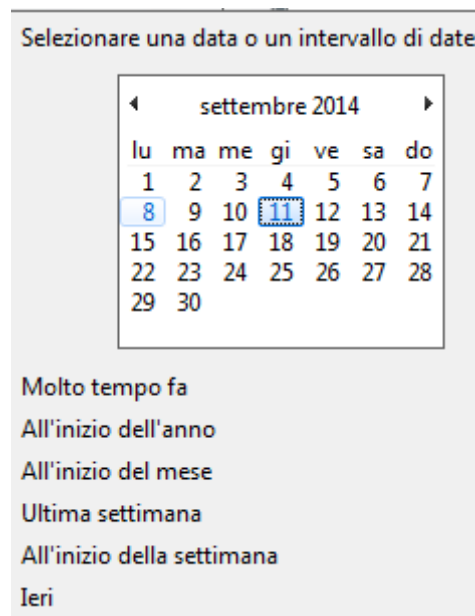 Selezionare una data o un intervallo di date
settembre 2014
lu ma me gi ve sa do
1 2 3 4 5 6 7
8 9 10 11 12 13 14
15 16 17 18 19 20 21
22 23 24 25 26 27 28
29 30
Molto tempo fa
All'inizio dell'anno
All'inizio del mese
Ultima settimana
All'inizio della settimana
Ieri